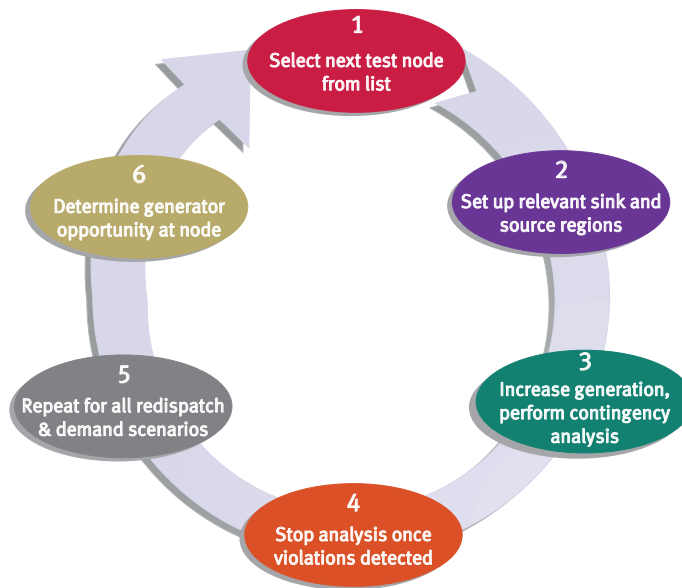 1
Select next test node
from list
2
Set up relevant sink and
source regions
3
Increase generation,
perform contingency
analysis
4
Stop analysis once
violations detected
5
Repeat for all redispatch
& demand scenarios
6
Determine generator
opportunity at node